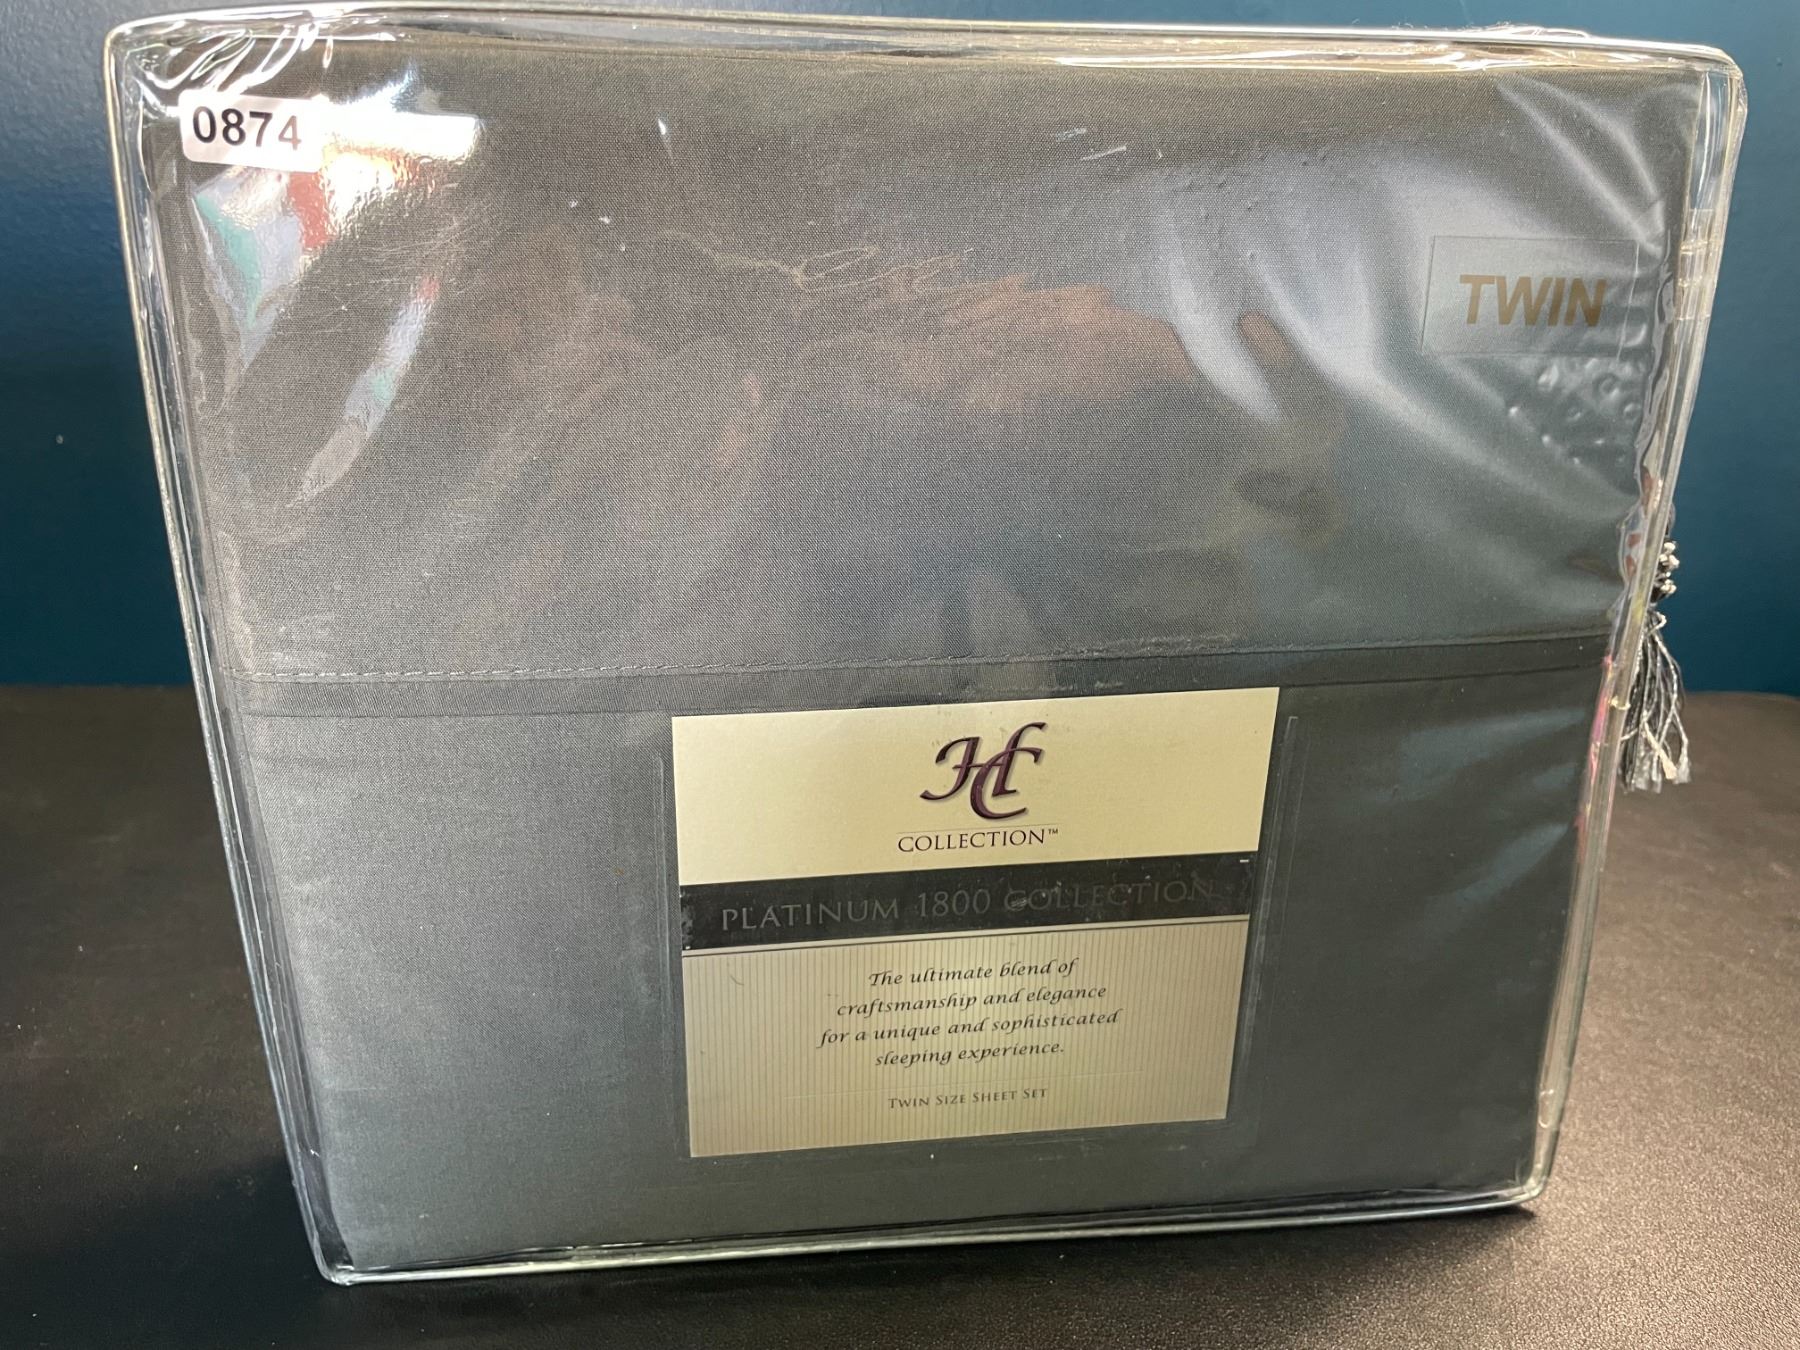 0874
TWIN
HC
COLLECTION™
PLATINUM 1800 COLLECTION
The ultimate blend of
craftsmanship and elegance
for a unique and sophisticated
sleeping experience.
TWIN SIZE SHEET SET